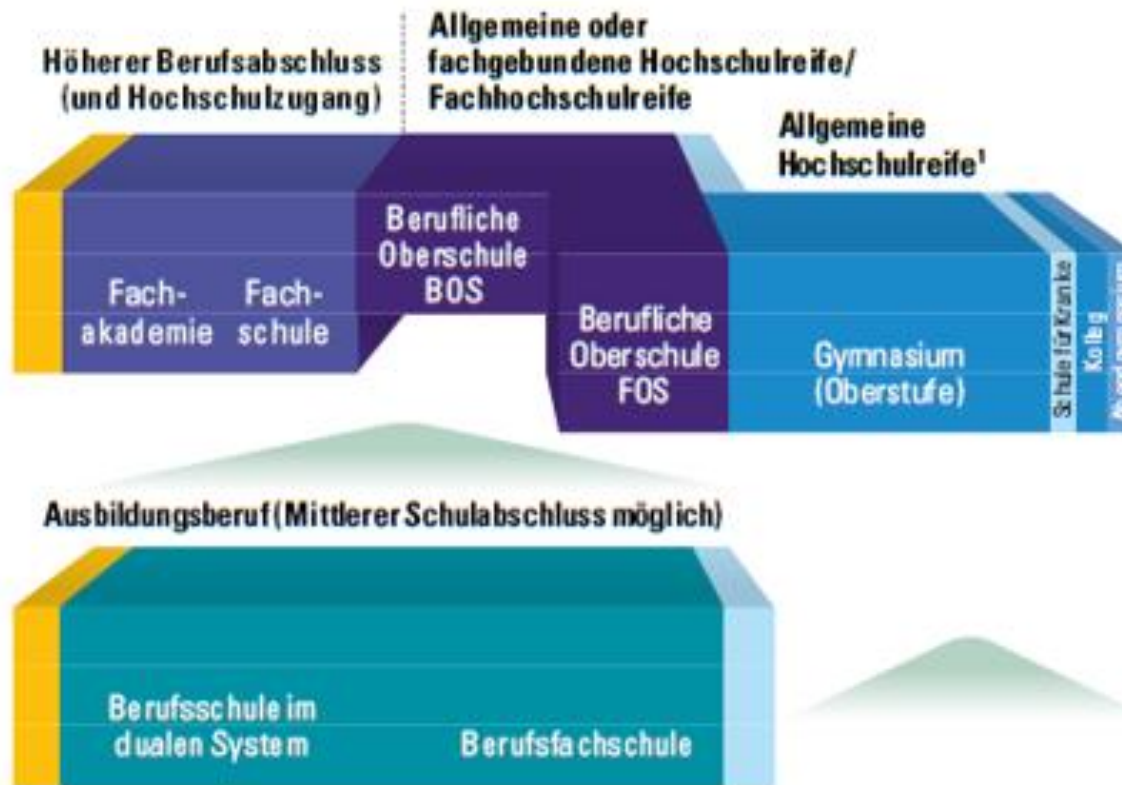 Höherer Berufsabschluss
(und Hochschulzugang)
Allgemeine oder
fachgebundene Hochschulreife/
Fachhochschulreife
Allgemeine
Hochschulreife¹
Fach-
akademie
Fach-
schule
Berufliche
Oberschule
BOS
Berufliche
Oberschule
FOS
Gymnasium
(Oberstufe)
Schule für Kranke
Kolleg
Ausbildungsberuf (Mittlerer Schulabschluss möglich)
Berufsschule im
dualen System
Berufsfachschule